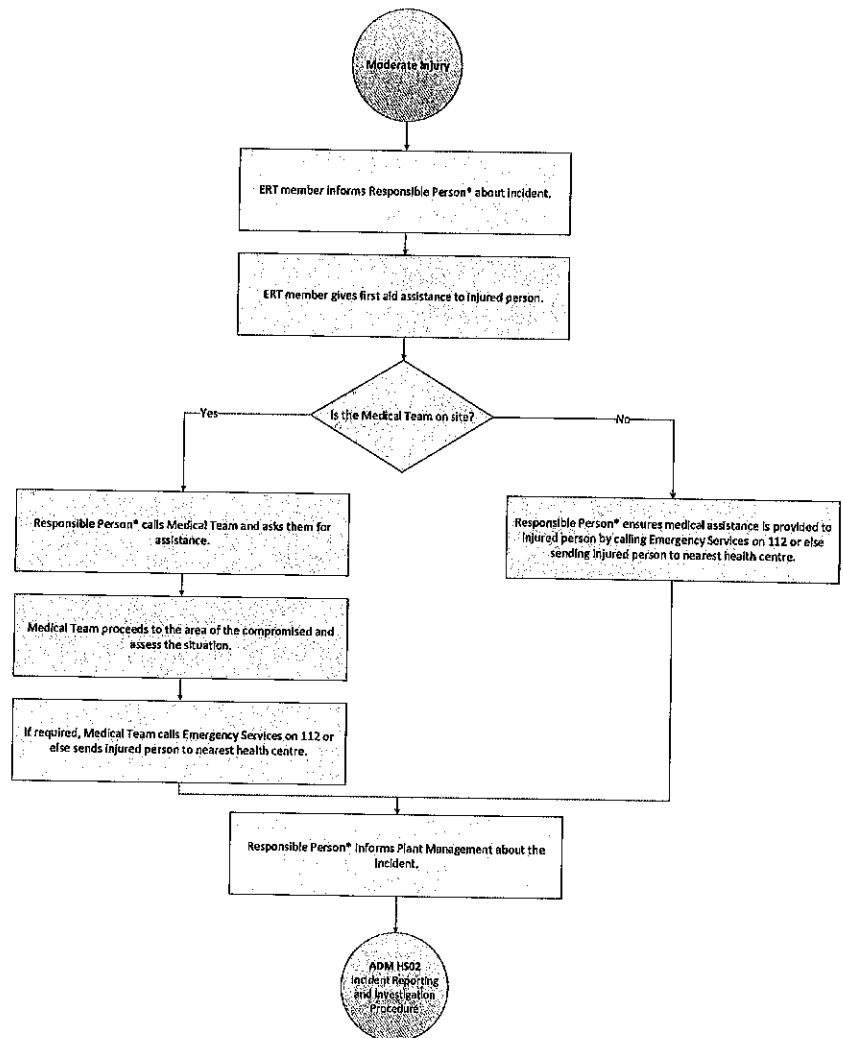 Moderate Injury
ERT member informs Responsible Person* about incident.
ERT member gives first aid assistance to injured person.
Is the Medical Team on site?
Yes
No
Responsible Person* calls Medical Team and asks them for
assistance.
Responsible Person* ensures medical assistance is provided to
injured person by calling Emergency Services on 112 or else
sending injured person to nearest health centre.
Medical Team proceeds to the area of the compromised and
assess the situation.
If required, Medical Team calls Emergency Services on 112 or
else sends injured person to nearest health centre.
Responsible Person* informs Plant Management about the
incident.
ADM HS02
Incident Reporting
and Investigation
Procedure